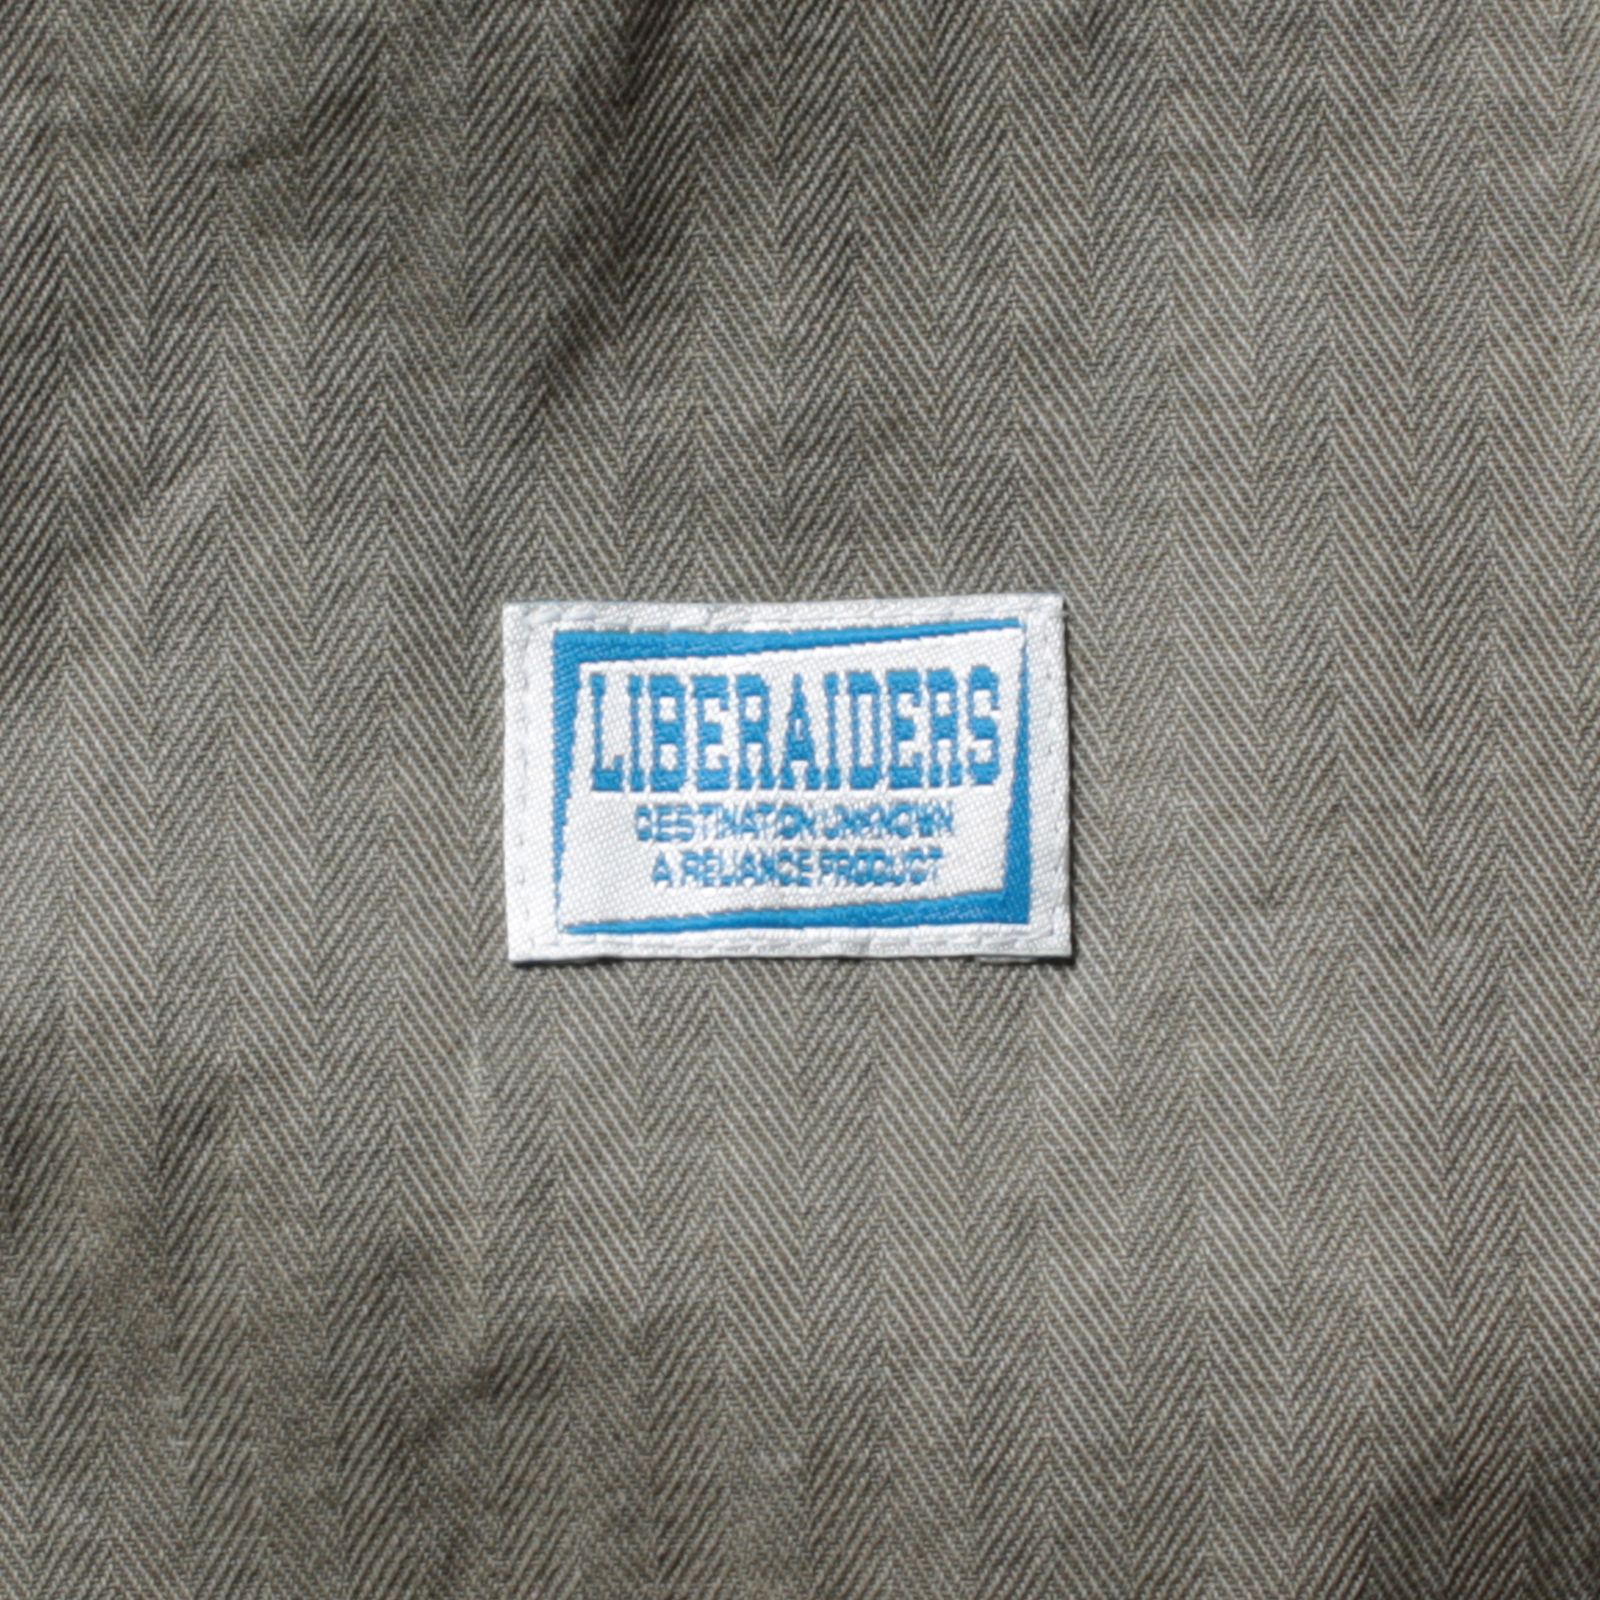 LIBERAIDERS
DESTINATION UNKNOWN
A RELIANCE PRODUCT